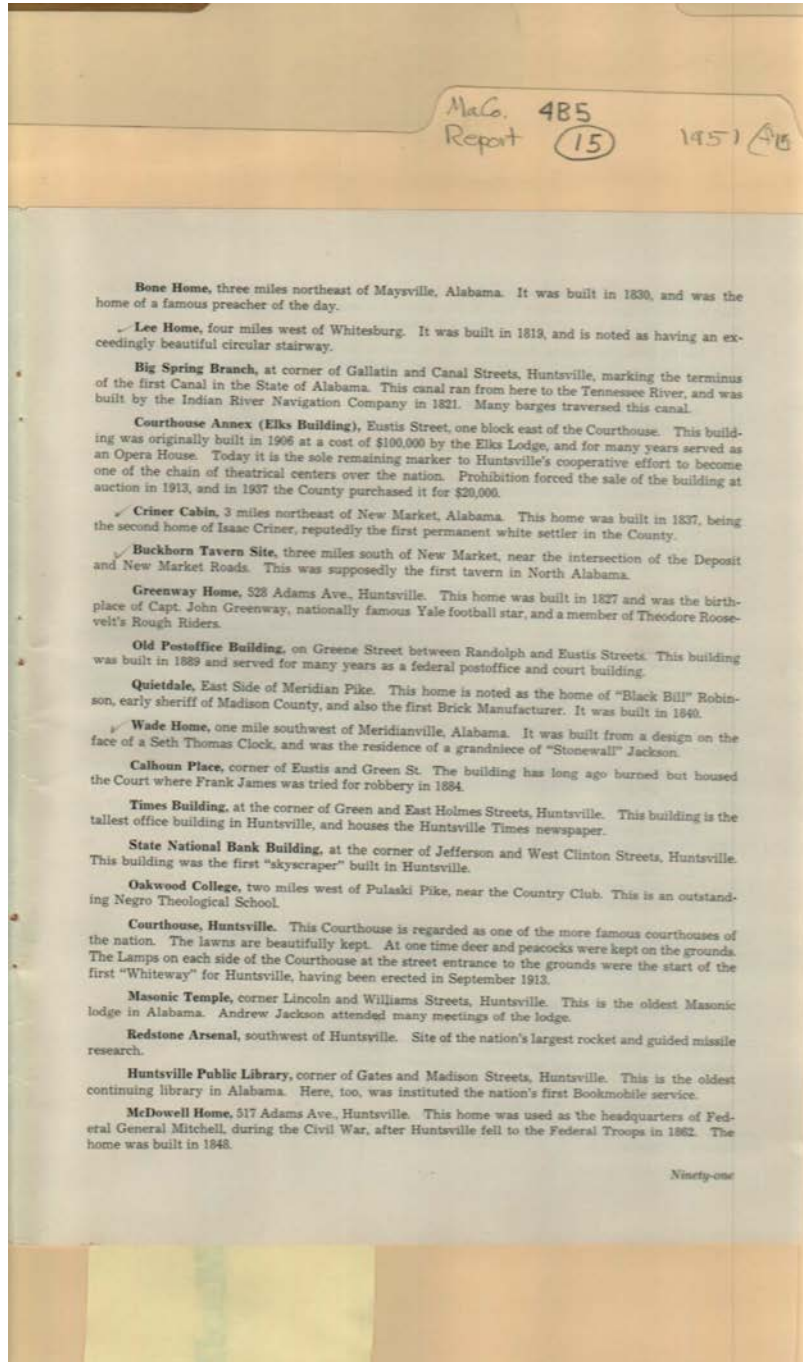 MaCo. 4B5
Report 15 1951
Bone Home, three miles northeast of Maysville, Alabama. It was built in 1830, and was the
home of a famous preacher of the day.
Lee Home, four miles west of Whitesburg. It was built in 1819, and is noted as having an ex-
ceedingly beautiful circular stairway.
Big Spring Branch, at corner of Gallatin and Canal Streets, Huntsville, marking the terminus
of the first Canal in the State of Alabama. This canal ran from here to the Tennessee River, and was
built by the Indian River Navigation Company in 1821. Many barges traversed this canal.
Courthouse Annex (Elks Building), Eustis Street, one block east of the Courthouse. This build-
ing was originally built in 1906 at a cost of $100,000 by the Elks Lodge, and for many years served as
an Opera House. Today it is the sole remaining marker to Huntsville's cooperative effort to become
one of the chain of theatrical centers over the nation. Prohibition forced the sale of the building at
auction in 1913, and in 1937 the County purchased it for $20,000.
Criner Cabin, 3 miles northeast of New Market, Alabama. This home was built in 1837, being
the second home of Isaac Criner, reputedly the first permanent white settler in the County.
Buckhorn Tavern Site, three miles south of New Market, near the intersection of the Deposit
and New Market Roads. This was supposedly the first tavern in North Alabama.
Greenway Home, 528 Adams Ave., Huntsville. This home was built in 1827 and was the birth-
place of Capt. John Greenway, nationally famous Yale football star, and a member of Theodore Roose-
velt's Rough Riders.
Old Postoffice Building, on Greene Street between Randolph and Eustis Streets. This building
was built in 1889 and served for many years as a federal postoffice and court building.
Quietdale, East Side of Meridian Pike. This home is noted as the home of "Black Bill" Robin-
son, early sheriff of Madison County, and also the first Brick Manufacturer. It was built in 1840.
Wade Home, one mile southwest of Meridianville, Alabama. It was built from a design on the
face of a Seth Thomas Clock, and was the residence of a grandniece of "Stonewall" Jackson.
Calhoun Place, corner of Eustis and Green St. The building has long ago burned but housed
the Court where Frank James was tried for robbery in 1884.
Times Building, at the corner of Green and East Holmes Streets, Huntsville. This building is the
tallest office building in Huntsville, and houses the Huntsville Times newspaper.
State National Bank Building, at the corner of Jefferson and West Clinton Streets, Huntsville.
This building was the first "skyscraper" built in Huntsville.
Oakwood College, two miles west of Pulaski Pike, near the Country Club. This is an outstand-
ing Negro Theological School.
Courthouse, Huntsville. This Courthouse is regarded as one of the more famous courthouses of
the nation. The lawns are beautifully kept. At one time deer and peacocks were kept on the grounds.
The Lamps on each side of the Courthouse at the street entrance to the grounds were the start of the
first "Whiteway" for Huntsville, having been erected in September 1913.
Masonic Temple, corner Lincoln and Williams Streets, Huntsville. This is the oldest Masonic
lodge in Alabama. Andrew Jackson attended many meetings of the lodge.
Redstone Arsenal, southwest of Huntsville. Site of the nation's largest rocket and guided missile
research.
Huntsville Public Library, corner of Gates and Madison Streets, Huntsville. This is the oldest
continuing library in Alabama. Here, too, was instituted the nation's first Bookmobile service.
McDowell Home, 517 Adams Ave., Huntsville. This home was used as the headquarters of Fed-
eral General Mitchell, during the Civil War, after Huntsville fell to the Federal Troops in 1862. The
home was built in 1848.
Ninety-one